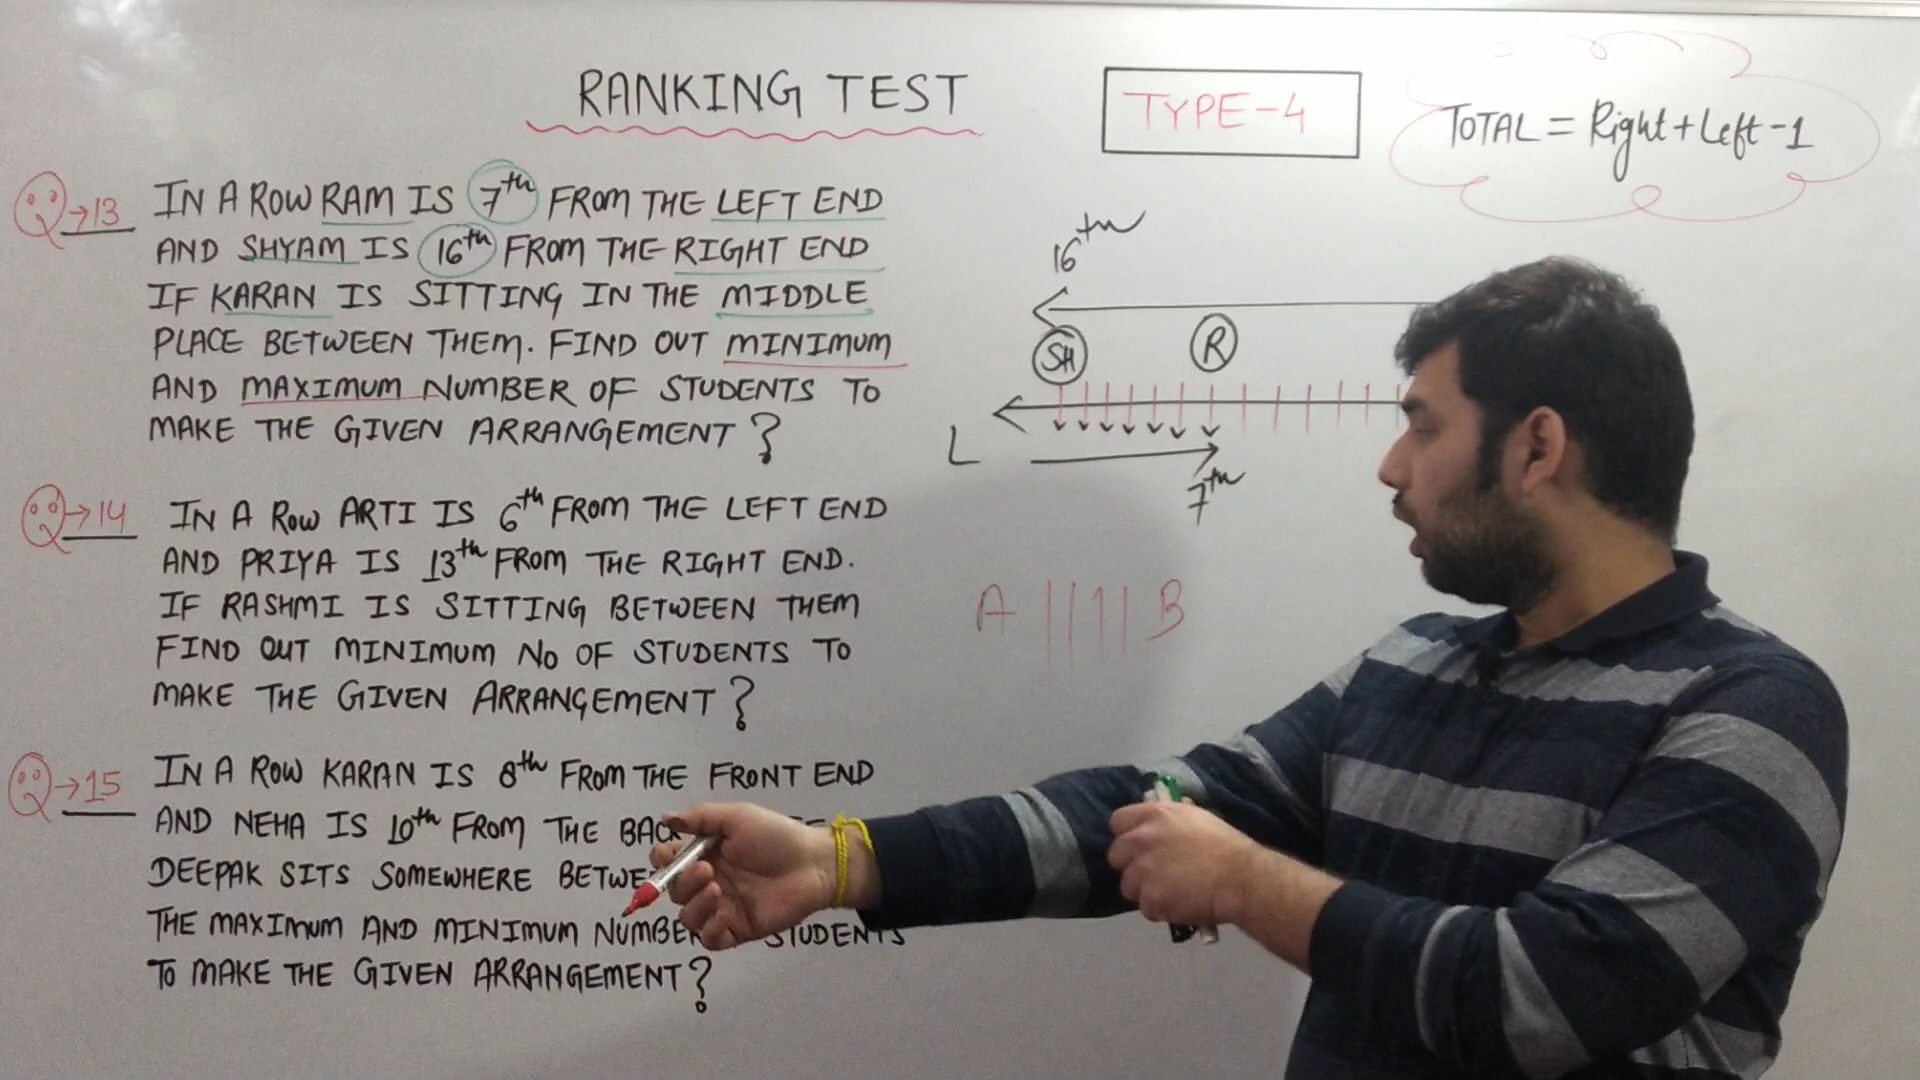 RANKING TEST
TYPE-4
TOTAL = Right + Left - 1
Q→13 IN A ROW RAM IS 7th FROM THE LEFT END
AND SHYAM IS 16th FROM THE RIGHT END
IF KARAN IS SITTING IN THE MIDDLE
PLACE BETWEEN THEM. FIND OUT MINIMUM
AND MAXIMUM NUMBER OF STUDENTS TO
MAKE THE GIVEN ARRANGEMENT ?
16th
SH R
L
7th
Q→14 IN A ROW ARTI IS 6th FROM THE LEFT END
AND PRIYA IS 13th FROM THE RIGHT END.
IF RASHMI IS SITTING BETWEEN THEM
FIND OUT MINIMUM NO OF STUDENTS TO
MAKE THE GIVEN ARRANGEMENT ?
A |||| B
Q→15 IN A ROW KARAN IS 8th FROM THE FRONT END
AND NEHA IS 10th FROM THE
DEEPAK SITS SOMEWHERE
THE MAXIMUM AND MINIMUM NUMBER STUDENTS
TO MAKE THE GIVEN ARRANGEMENT ?